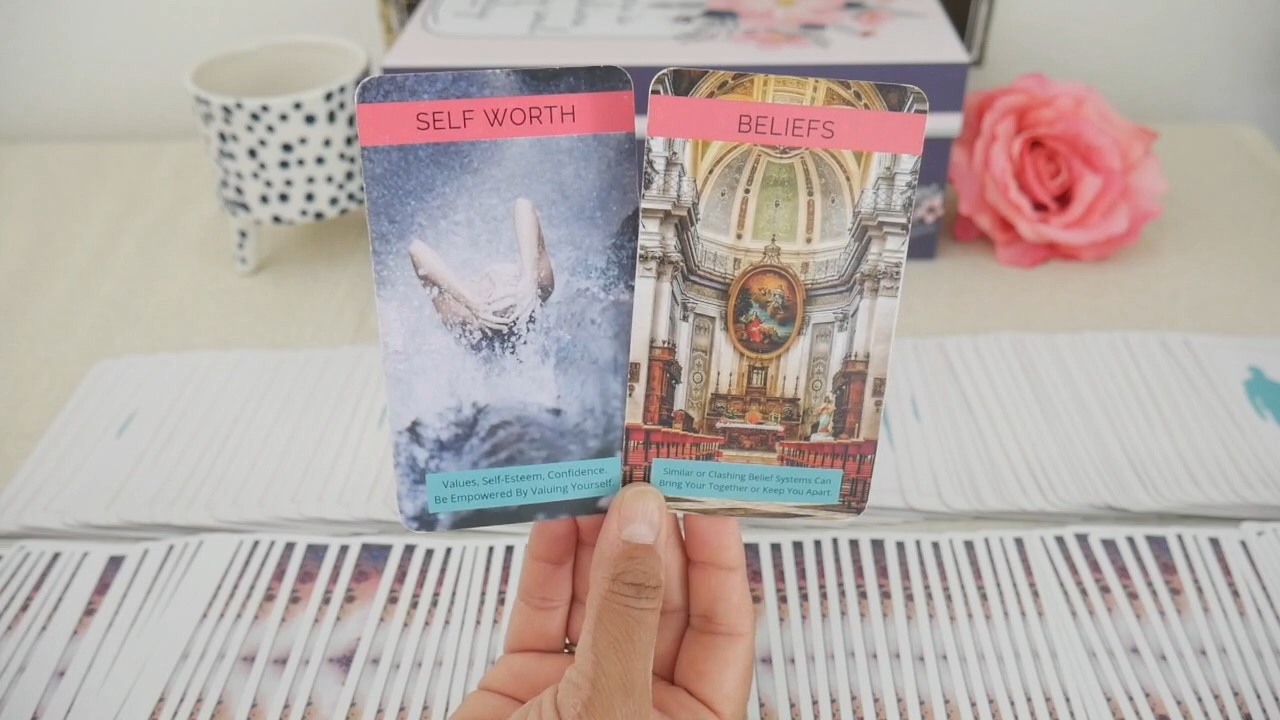 SELF WORTH
Values, Self-Esteem, Confidence.
Be Empowered By Valuing Yourself.
BELIEFS
Similar or Clashing Belief Systems Can
Bring Your Together or Keep You Apart.